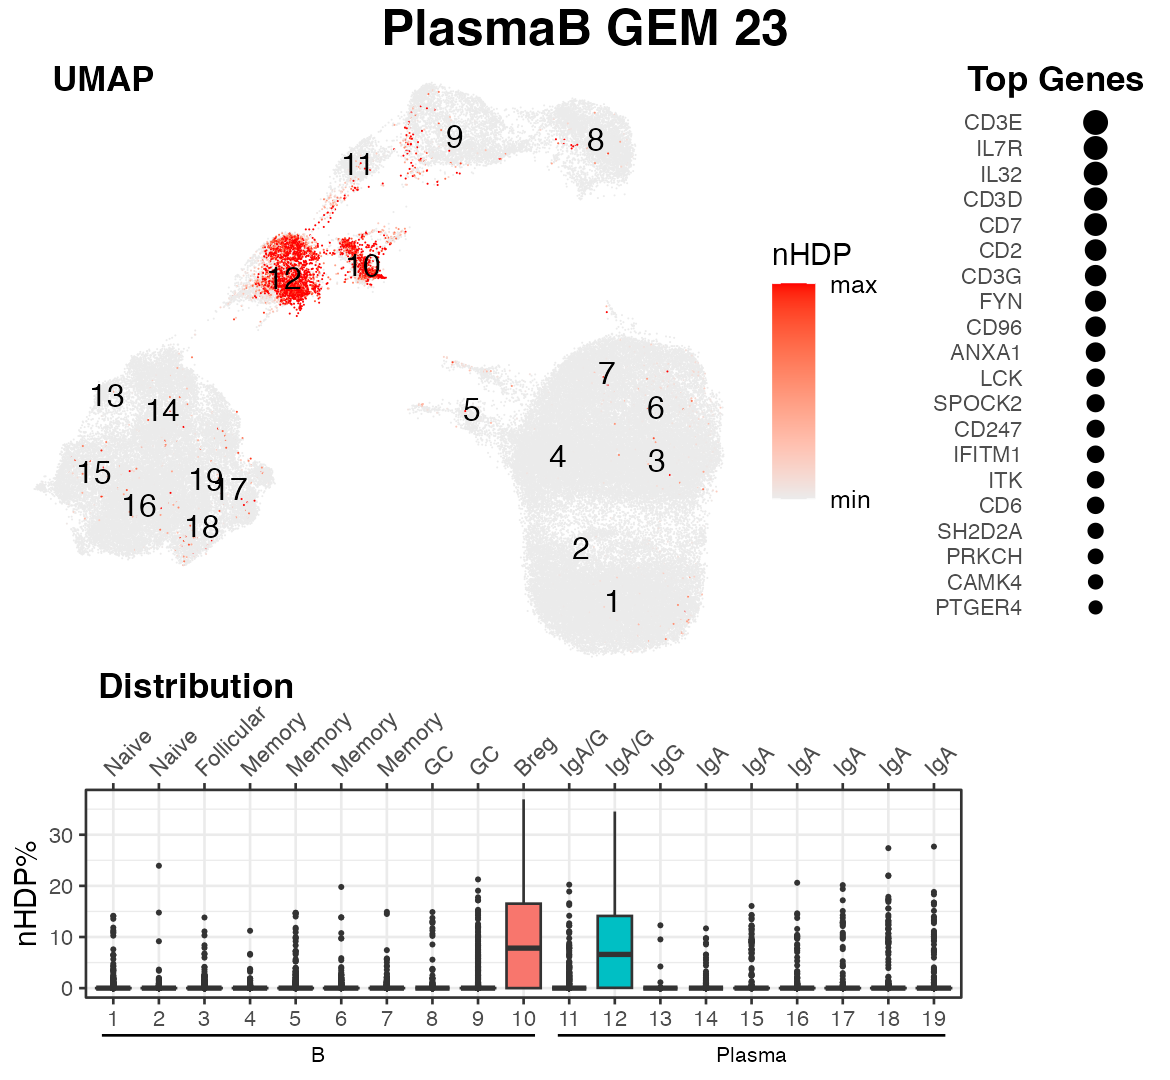 PlasmaB GEM 23
UMAP
Top Genes
9
8
11
12
10
7
6
5
4
3
2
1
13
14
15
19
17
16
18
nHDP
max
min
CD3E
IL7R
IL32
CD3D
CD7
CD2
CD3G
FYN
CD96
ANXA1
LCK
SPOCK2
CD247
IFITM1
ITK
CD6
SH2D2A
PRKCH
CAMK4
PTGER4
Distribution
Naive Naive Follicular Memory Memory Memory Memory GC GC Breg IgA/G IgA/G IgG IgA IgA IgA IgA IgA IgA
nHDP%
30
20
10
0
1 2 3 4 5 6 7 8 9 10 11 12 13 14 15 16 17 18 19
B Plasma